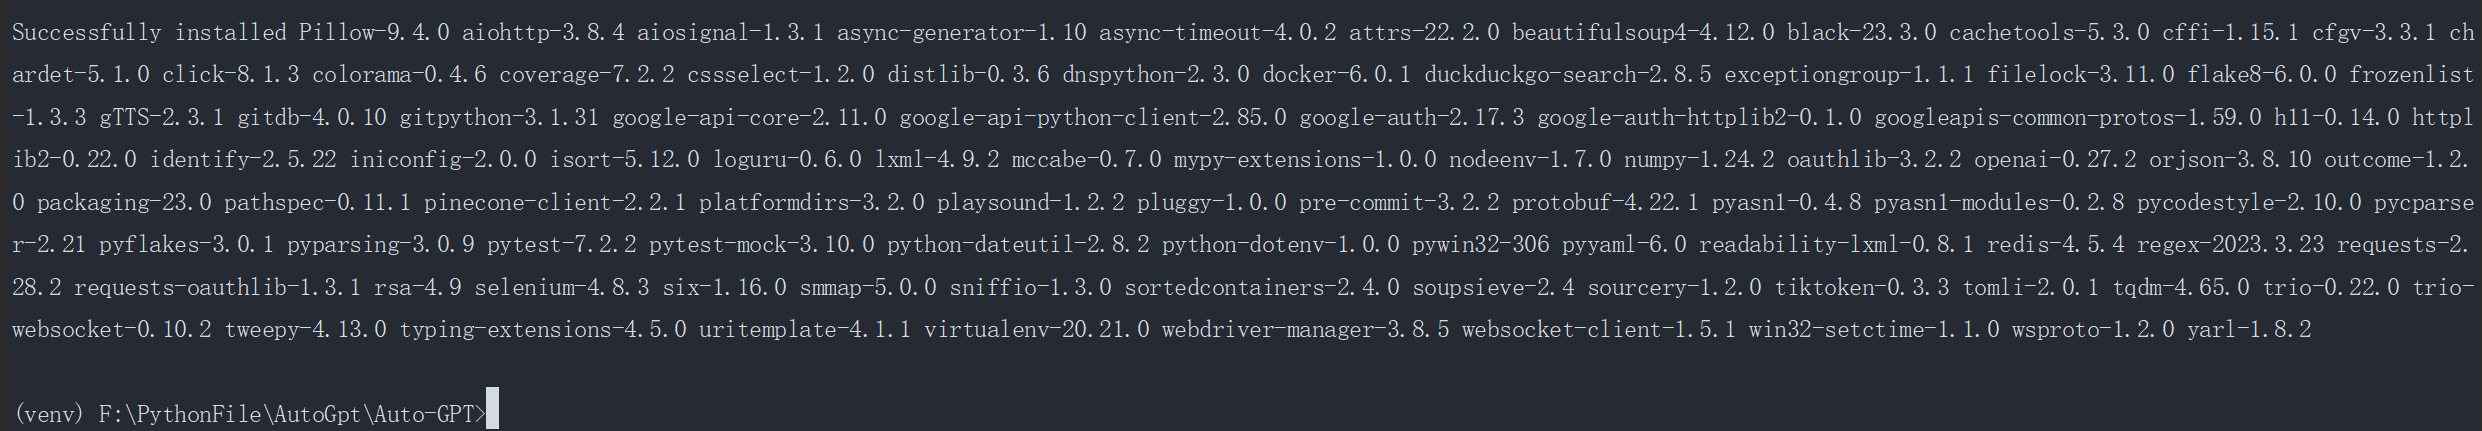 Successfully installed Pillow-9.4.0 aiohttp-3.8.4 aiosignal-1.3.1 async-generator-1.10 async-timeout-4.0.2 attrs-22.2.0 beautifulsoup4-4.12.0 black-23.3.0 cachetools-5.3.0 cffi-1.15.1 cfgv-3.3.1 ch
ardet-5.1.0 click-8.1.3 colorama-0.4.6 coverage-7.2.2 cssselect-1.2.0 distlib-0.3.6 dnspython-2.3.0 docker-6.0.1 duckduckgo-search-2.8.5 exceptiongroup-1.1.1 filelock-3.11.0 flake8-6.0.0 frozenlist
-1.3.3 gTTS-2.3.1 gitdb-4.0.10 gitpython-3.1.31 google-api-core-2.11.0 google-api-python-client-2.85.0 google-auth-2.17.3 google-auth-httplib2-0.1.0 googleapis-common-protos-1.59.0 h11-0.14.0 httpl
ib2-0.22.0 identify-2.5.22 iniconfig-2.0.0 isort-5.12.0 loguru-0.6.0 lxml-4.9.2 mccabe-0.7.0 mypy-extensions-1.0.0 nodeenv-1.7.0 numpy-1.24.2 oauthlib-3.2.2 openai-0.27.2 orjson-3.8.10 outcome-1.2.
0 packaging-23.0 pathspec-0.11.1 pinecone-client-2.2.1 platformdirs-3.2.0 playsound-1.2.2 pluggy-1.0.0 pre-commit-3.2.2 protobuf-4.22.1 pyasn1-0.4.8 pyasn1-modules-0.2.8 pycodestyle-2.10.0 pycparse
r-2.21 pyflakes-3.0.1 pyparsing-3.0.9 pytest-7.2.2 pytest-mock-3.10.0 python-dateutil-2.8.2 python-dotenv-1.0.0 pywin32-306 pyyaml-6.0 readability-lxml-0.8.1 redis-4.5.4 regex-2023.3.23 requests-2.
28.2 requests-oauthlib-1.3.1 rsa-4.9 selenium-4.8.3 six-1.16.0 smmap-5.0.0 sniffio-1.3.0 sortedcontainers-2.4.0 soupsieve-2.4 sourcery-1.2.0 tiktoken-0.3.3 tomli-2.0.1 tqdm-4.65.0 trio-0.22.0 trio-
websocket-0.10.2 tweepy-4.13.0 typing-extensions-4.5.0 uritemplate-4.1.1 virtualenv-20.21.0 webdriver-manager-3.8.5 websocket-client-1.5.1 win32-setctime-1.1.0 wsproto-1.2.0 yarl-1.8.2
(venv) F:\PythonFile\AutoGpt\Auto-GPT>